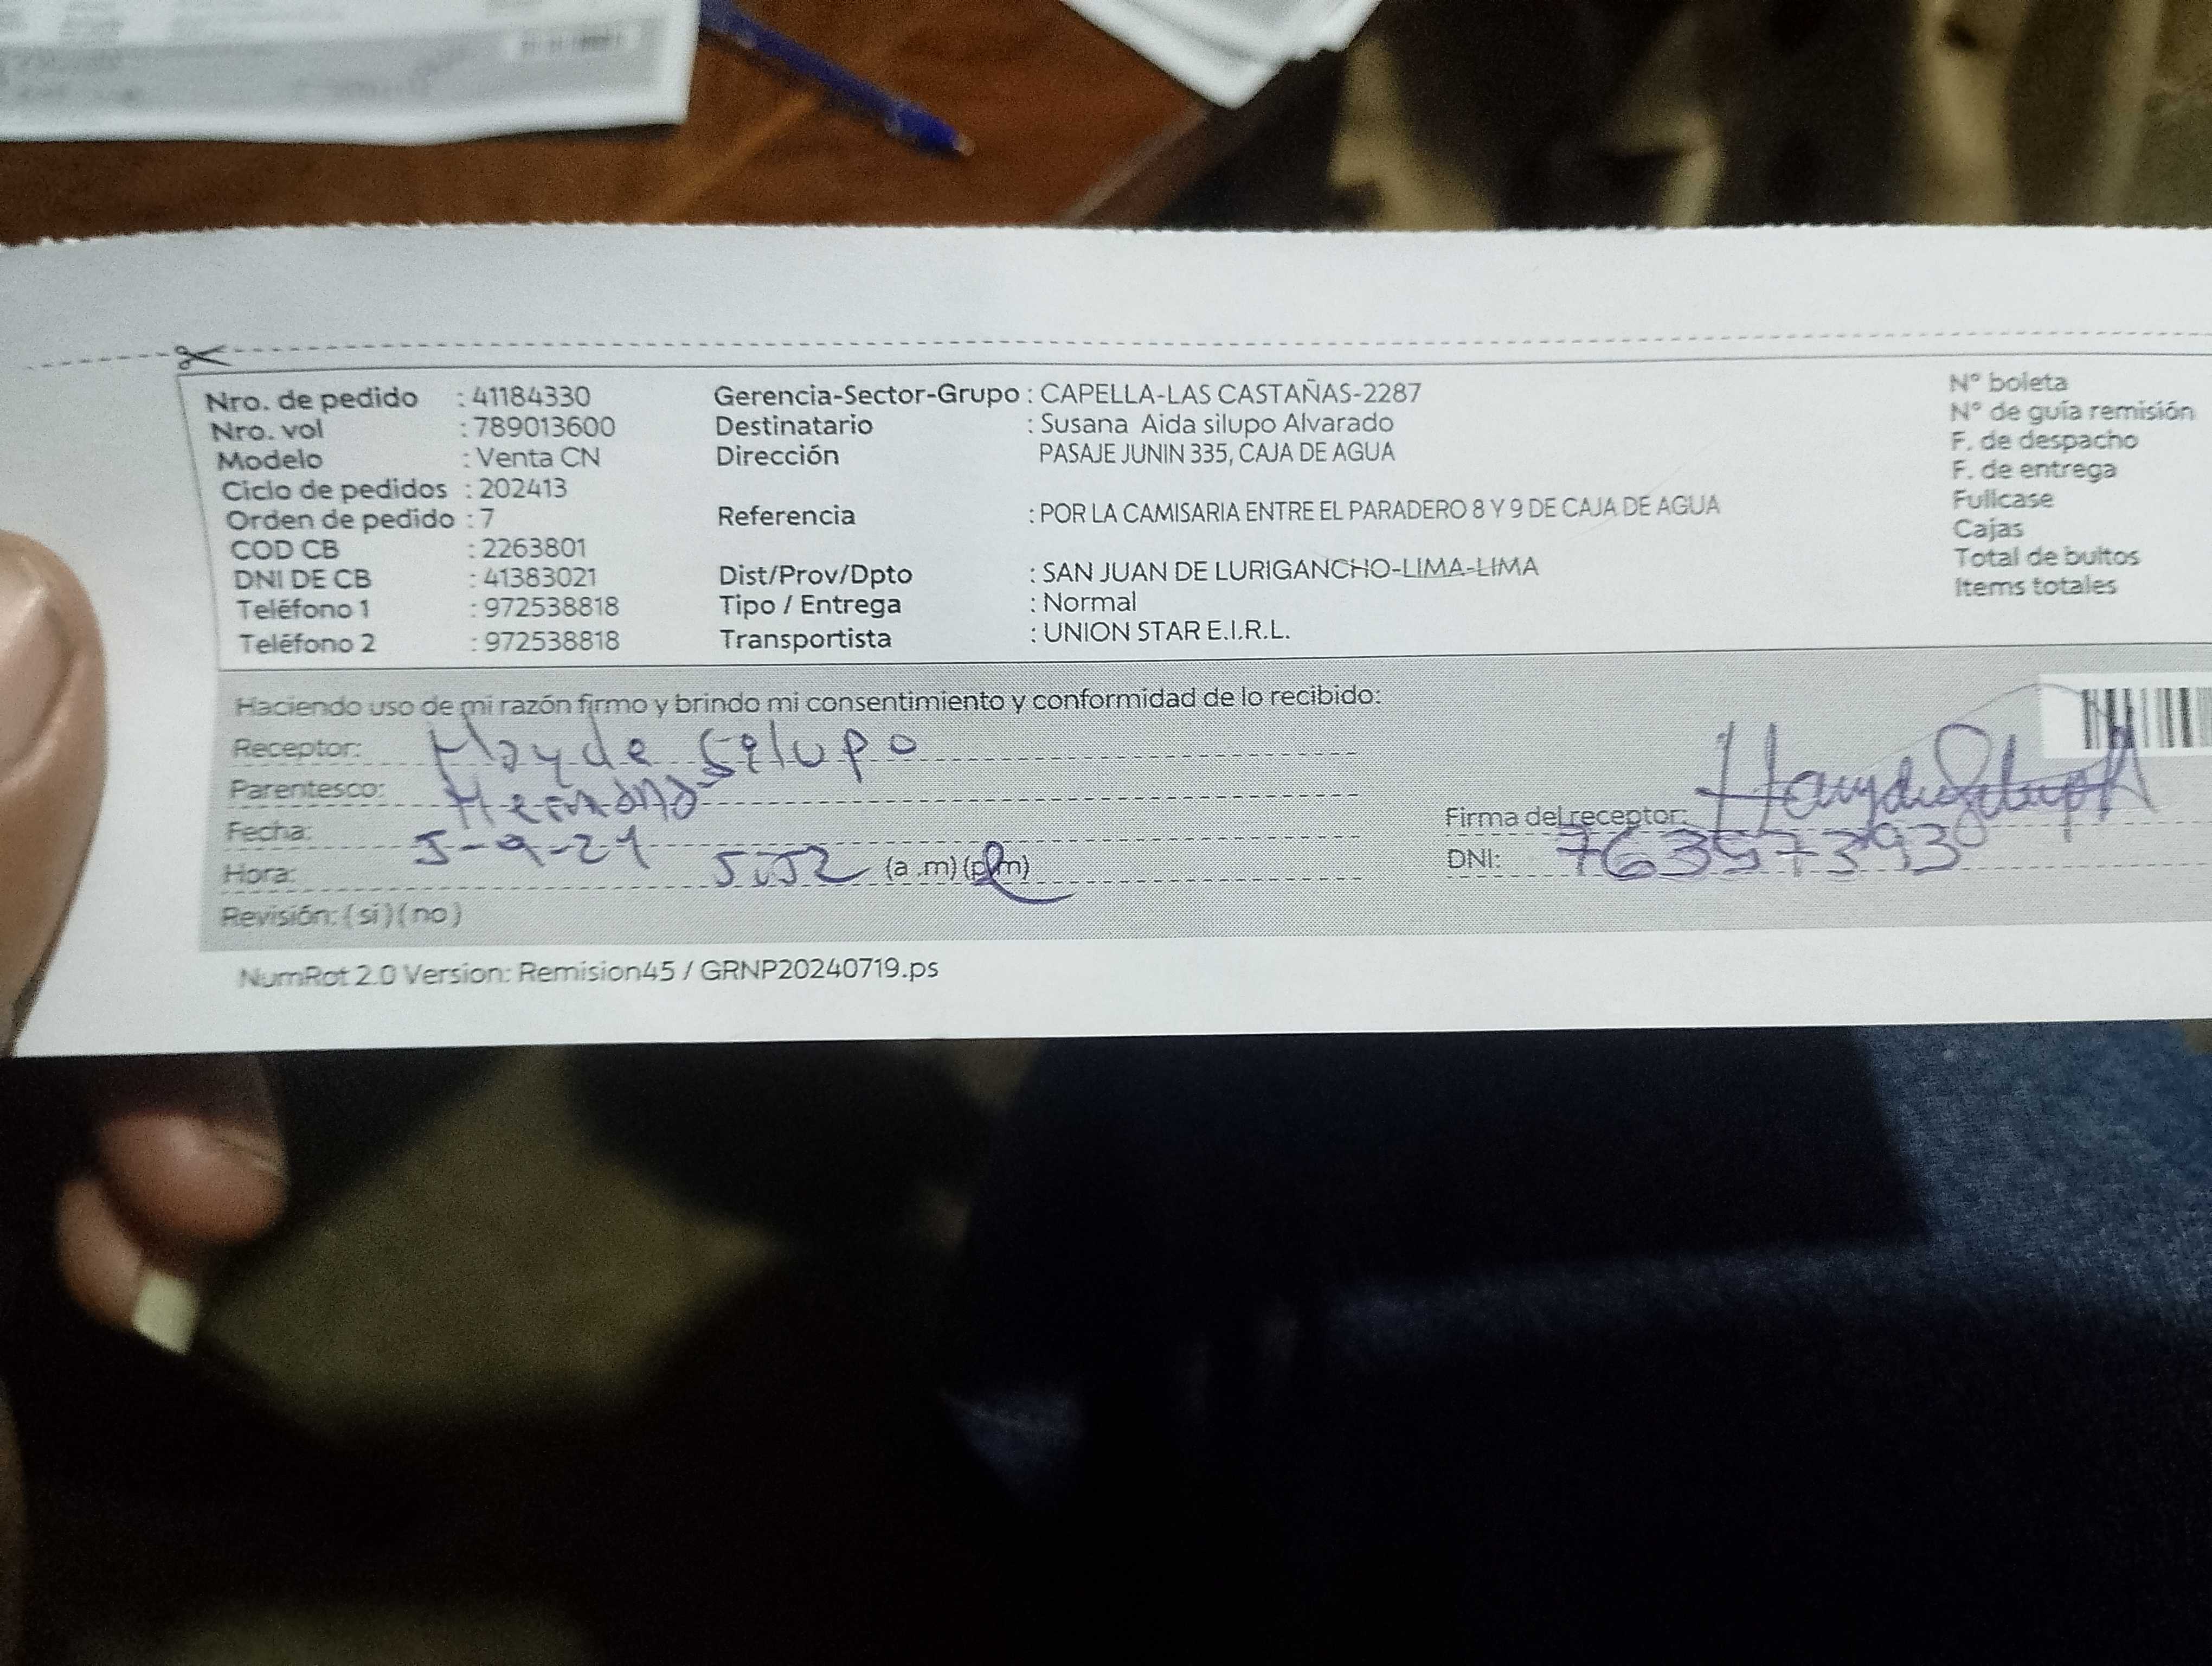 Nro. de pedido : 41184330 Gerencia-Sector-Grupo : CAPELLA-LAS CASTAÑAS-2287 N° boleta
Nro. vol : 789013600 Destinatario : Susana Aida silupo Alvarado N° de guía remisión
Modelo : Venta CN Dirección PASAJE JUNIN 335, CAJA DE AGUA F. de despacho
Ciclo de pedidos : 202413 F. de entrega
Orden de pedido : 7 Referencia : POR LA CAMISARIA ENTRE EL PARADERO 8 Y 9 DE CAJA DE AGUA Fullcase
COD CB : 2263801 Cajas
DNI DE CB : 41383021 Dist/Prov/Dpto : SAN JUAN DE LURIGANCHO-LIMA-LIMA Total de bultos
Teléfono 1 : 972538818 Tipo / Entrega : Normal Items totales
Teléfono 2 : 972538818 Transportista : UNION STAR E.I.R.L.
Haciendo uso de mi razón firmo y brindo mi consentimiento y conformidad de lo recibido:
Receptor: Hayde Silupo
Parentesco: Hermana
Firma del receptor:
Fecha: 5-9-24
Hora: 5:52 (a .m) (p.m) DNI:
Revisión: ( si ) ( no )
NumRot 2.0 Version: Remision45 / GRNP20240719.ps